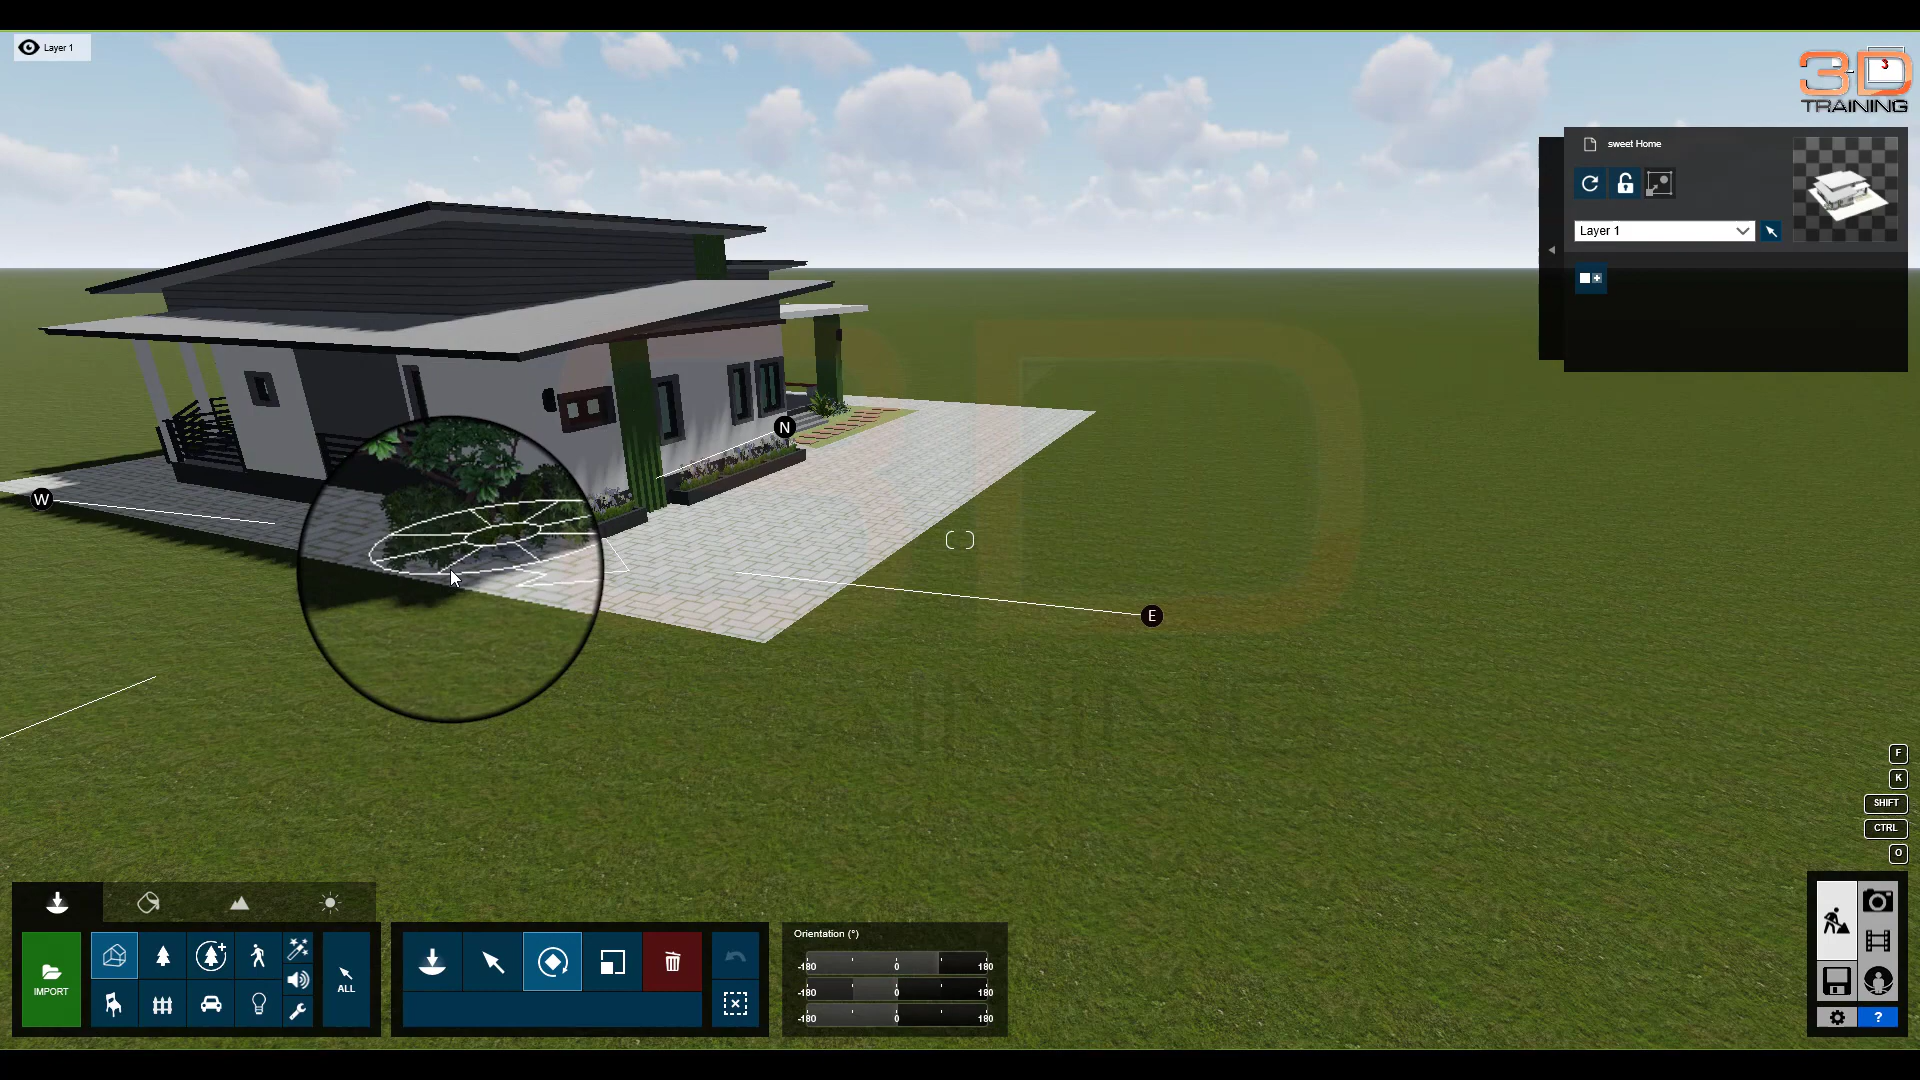 Layer 1
3D
3
TRAINING
sweet Home
Layer 1
N
W
E
F
K
SHIFT
CTRL
O
IMPORT
ALL
Orientation (°)
-180 0 180
-180 0 180
-180 0 180
?